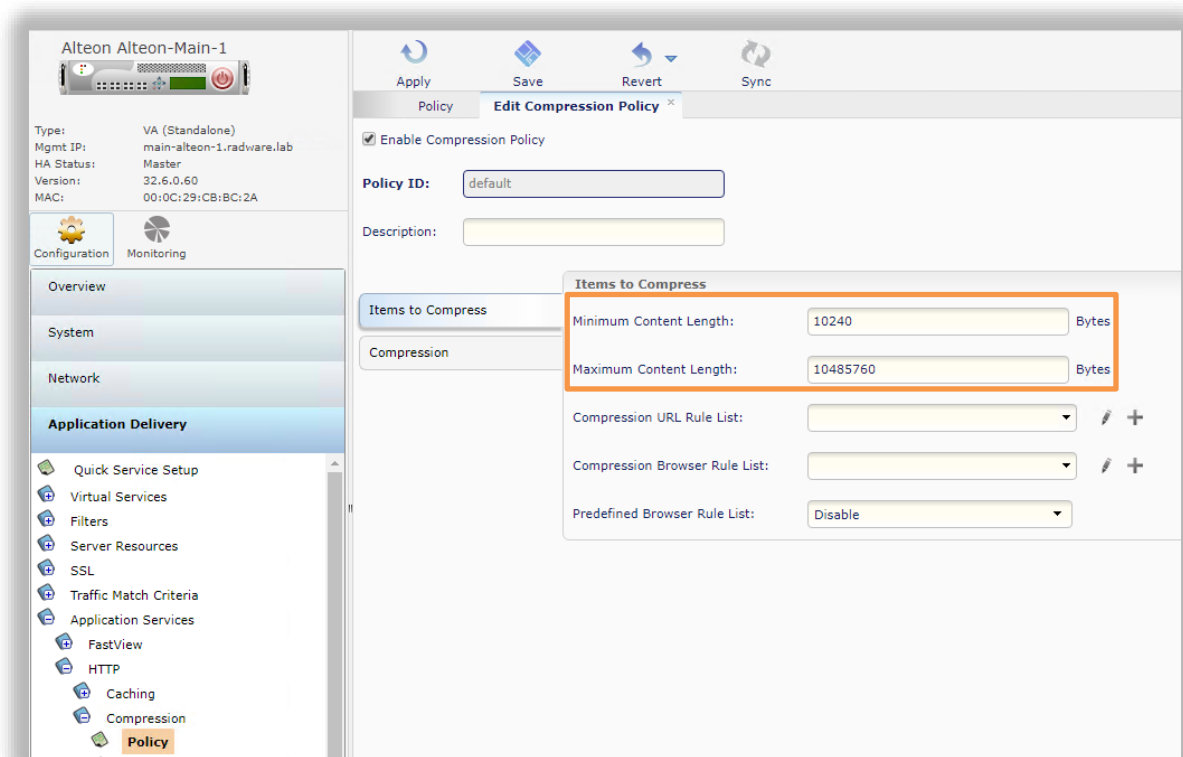 Alteon Alteon-Main-1
Type: VA (Standalone)
Mgmt IP: main-alteon-1.radware.lab
HA Status: Master
Version: 32.6.0.60
MAC: 00:0C:29:CB:BC:2A
Configuration Monitoring
Overview
System
Network
Application Delivery
Quick Service Setup
Virtual Services
Filters
Server Resources
SSL
Traffic Match Criteria
Application Services
FastView
HTTP
Caching
Compression
Policy
Apply Save Revert Sync
Policy Edit Compression Policy ×
Enable Compression Policy
Policy ID: default
Description:
Items to Compress
Compression
Items to Compress
Minimum Content Length: 10240 Bytes
Maximum Content Length: 10485760 Bytes
Compression URL Rule List:
Compression Browser Rule List:
Predefined Browser Rule List: Disable